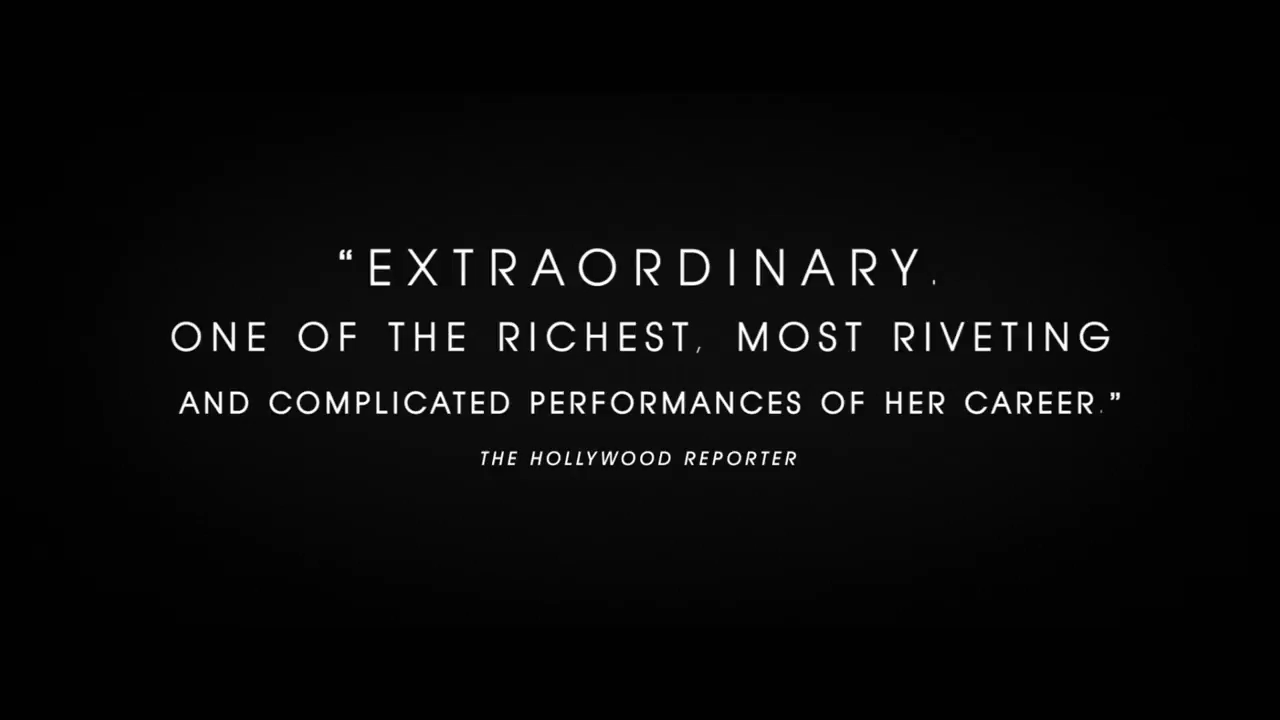 “EXTRAORDINARY.
ONE OF THE RICHEST, MOST RIVETING
AND COMPLICATED PERFORMANCES OF HER CAREER.”
THE HOLLYWOOD REPORTER